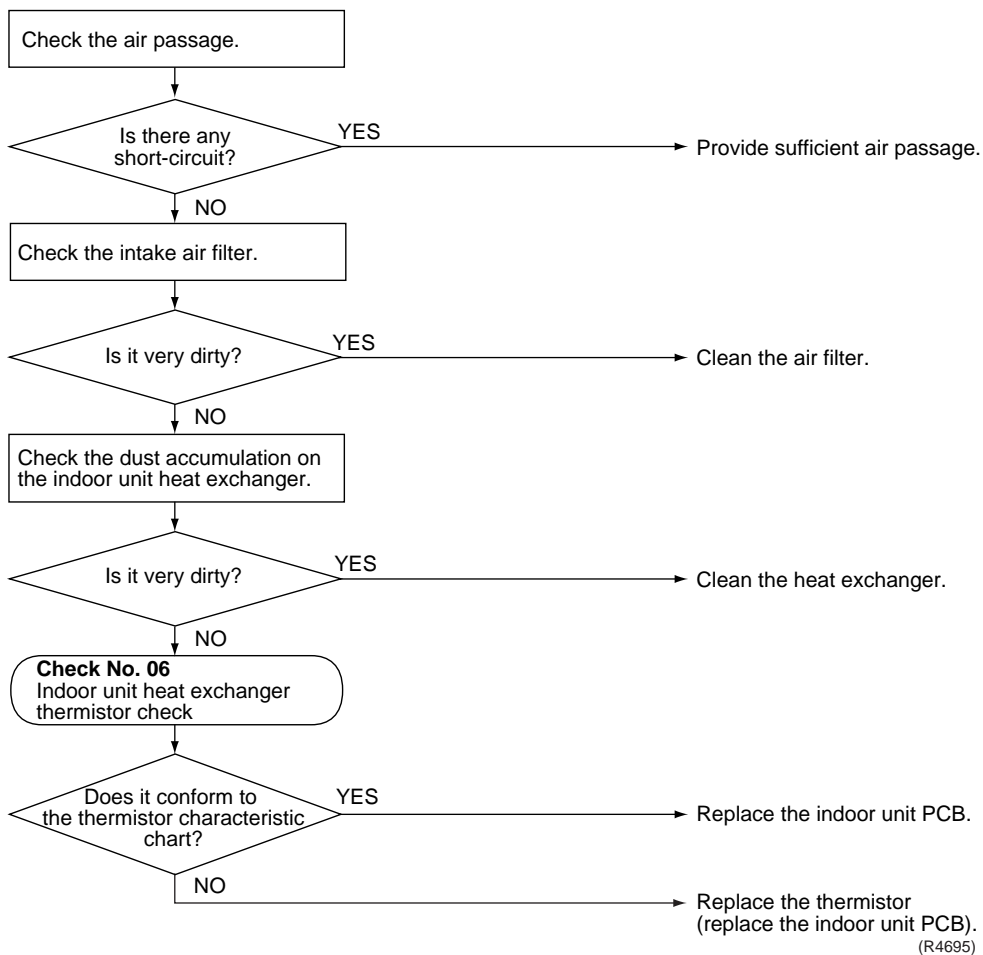 Check the air passage.
Is there any
short-circuit?
YES
Provide sufficient air passage.
NO
Check the intake air filter.
Is it very dirty?
YES
Clean the air filter.
NO
Check the dust accumulation on
the indoor unit heat exchanger.
Is it very dirty?
YES
Clean the heat exchanger.
NO
Check No. 06
Indoor unit heat exchanger
thermistor check
Does it conform to
the thermistor characteristic
chart?
YES
Replace the indoor unit PCB.
NO
Replace the thermistor
(replace the indoor unit PCB).
(R4695)